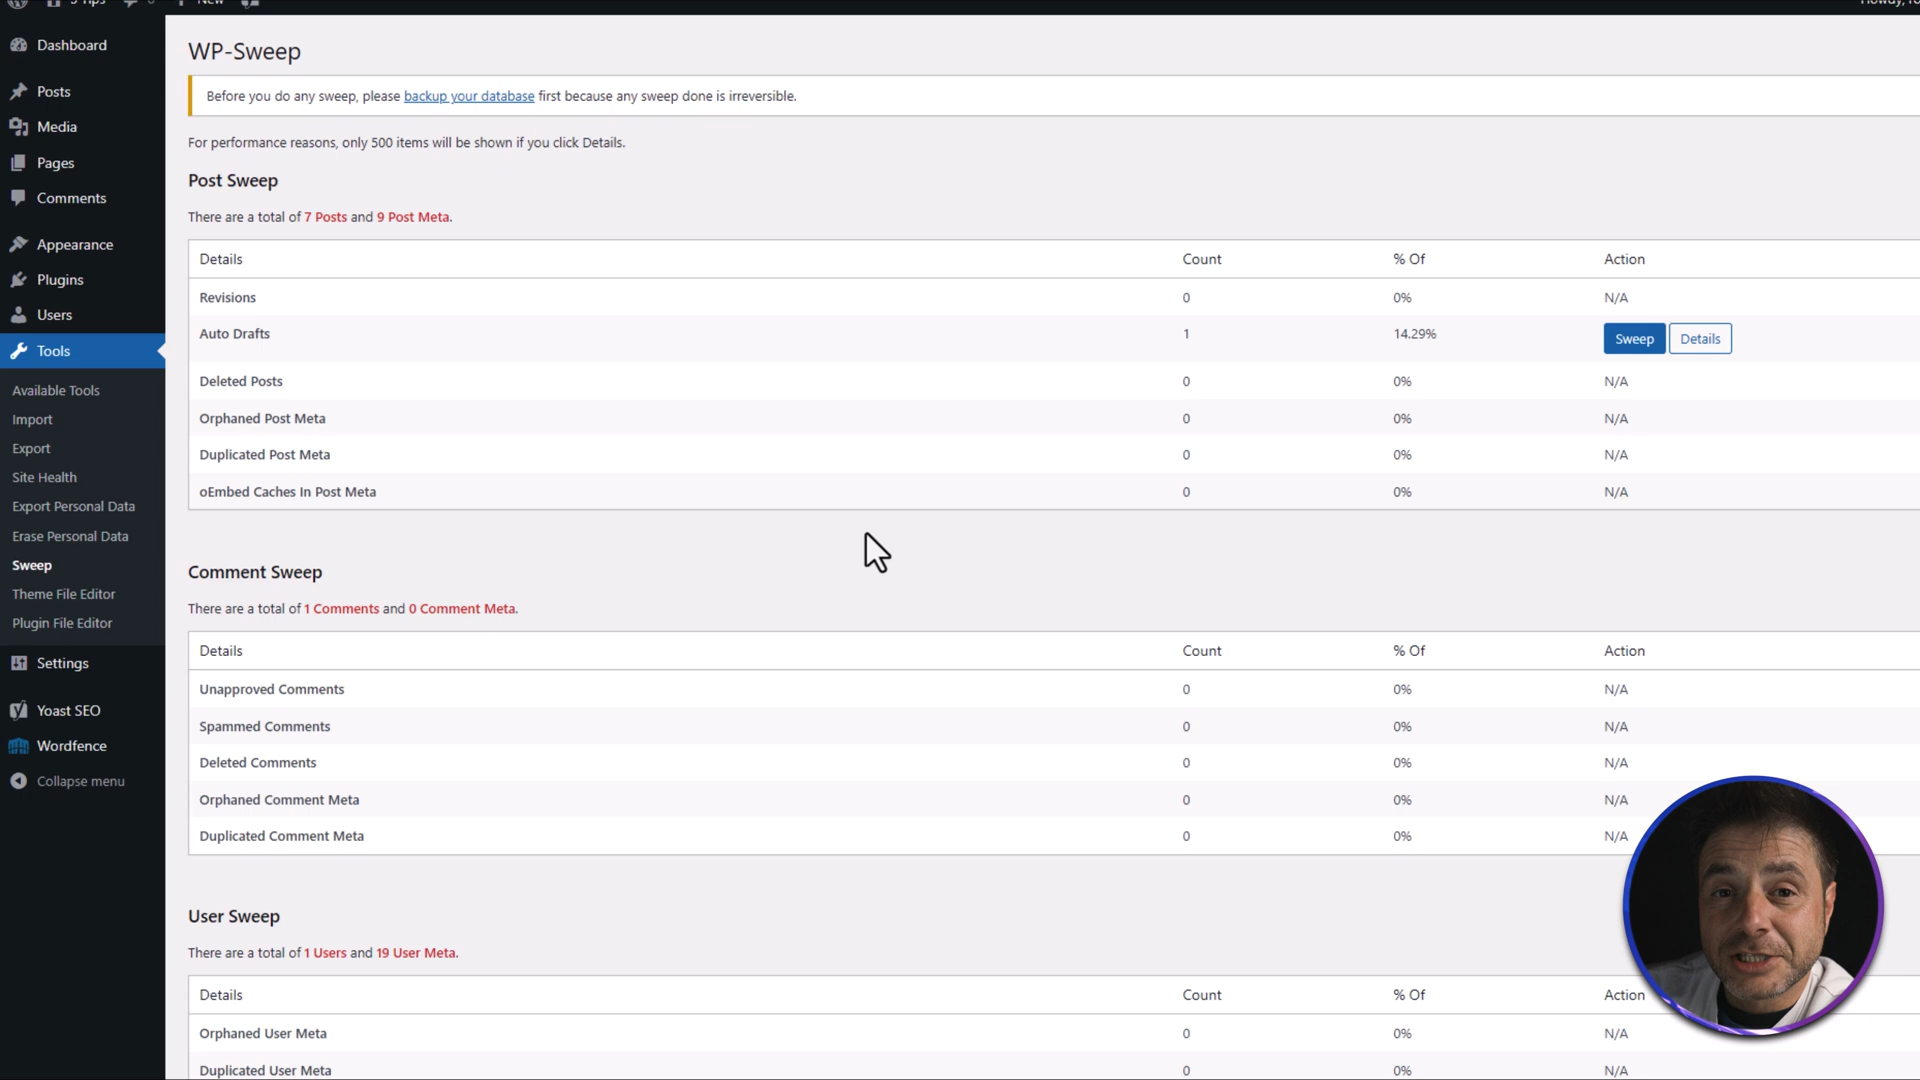 5 Tips
New
Howdy,
Dashboard
Posts
Media
Pages
Comments
Appearance
Plugins
Users
Tools
Available Tools
Import
Export
Site Health
Export Personal Data
Erase Personal Data
Sweep
Theme File Editor
Plugin File Editor
Settings
Yoast SEO
Wordfence
Collapse menu
WP-Sweep
Before you do any sweep, please backup your database first because any sweep done is irreversible.
For performance reasons, only 500 items will be shown if you click Details.
Post Sweep
There are a total of 7 Posts and 9 Post Meta.
Details Count % Of Action
Revisions 0 0% N/A
Auto Drafts 1 14.29% Sweep Details
Deleted Posts 0 0% N/A
Orphaned Post Meta 0 0% N/A
Duplicated Post Meta 0 0% N/A
oEmbed Caches In Post Meta 0 0% N/A
Comment Sweep
There are a total of 1 Comments and 0 Comment Meta.
Details Count % Of Action
Unapproved Comments 0 0% N/A
Spammed Comments 0 0% N/A
Deleted Comments 0 0% N/A
Orphaned Comment Meta 0 0% N/A
Duplicated Comment Meta 0 0% N/A
User Sweep
There are a total of 1 Users and 19 User Meta.
Details Count % Of Action
Orphaned User Meta 0 0% N/A
Duplicated User Meta 0 0% N/A